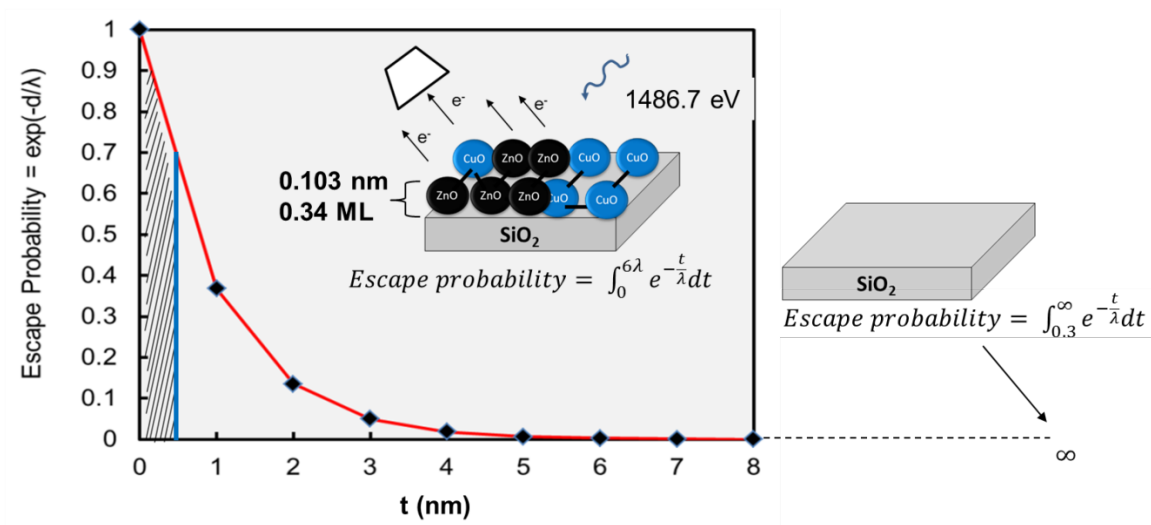 Escape Probability = exp(-d/λ)
1
0.9
0.8
0.7
0.6
0.5
0.4
0.3
0.2
0.1
0
0 1 2 3 4 5 6 7 8
t (nm)
e-
e-
e-
1486.7 eV
CuO ZnO ZnO CuO CuO
ZnO ZnO ZnO CuO CuO
0.103 nm
0.34 ML
SiO₂
Escape probability = ∫₀^{6λ} e^{-t/λ}dt
SiO₂
Escape probability = ∫_{0.3}^{∞} e^{-t/λ}dt
∞